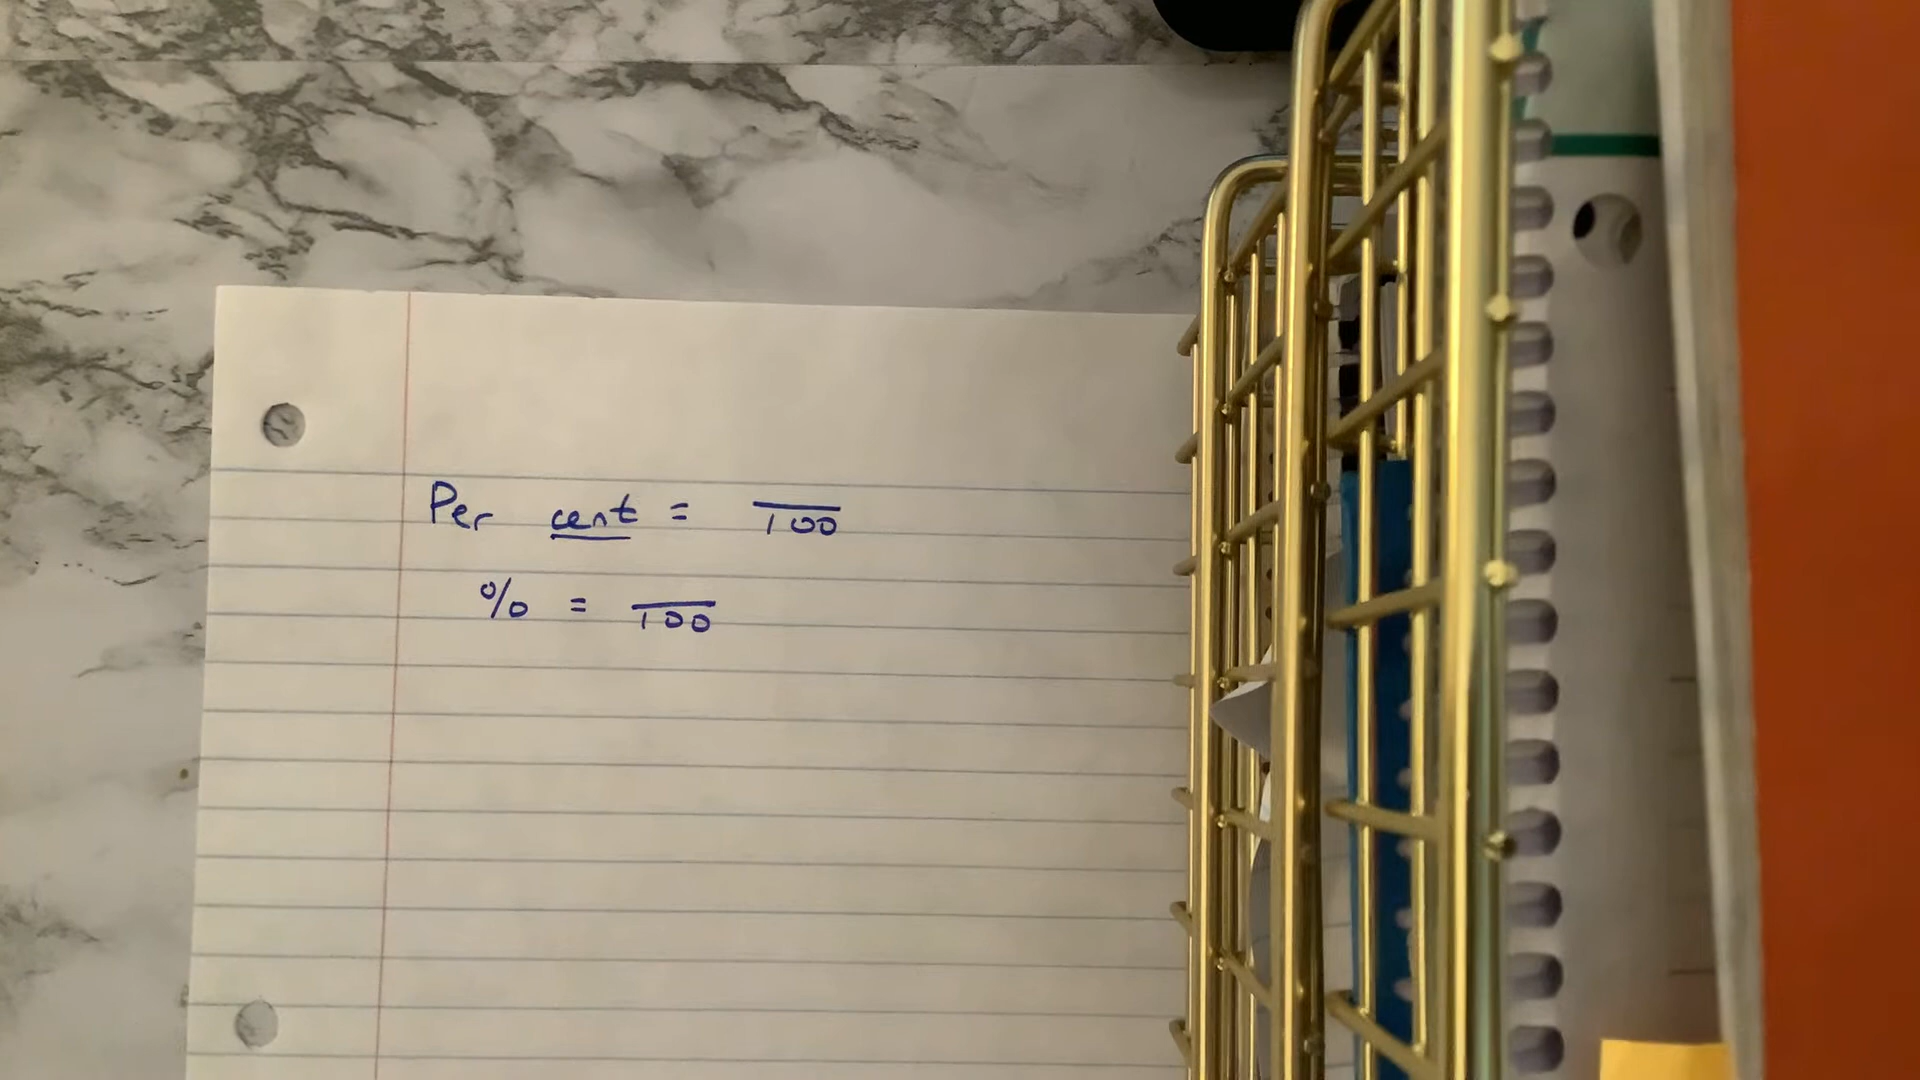 Per cent = /100
% = /100